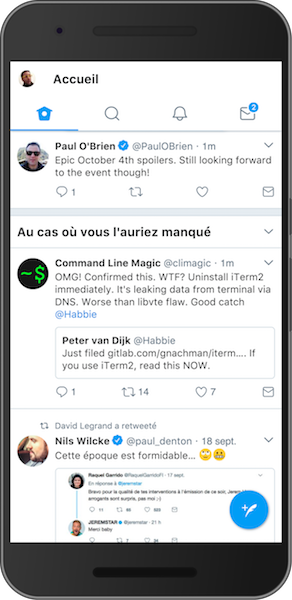 Accueil
2
Paul O'Brien @PaulOBrien · 1m
Epic October 4th spoilers. Still looking forward
to the event though!
1
Au cas où vous l'auriez manqué
Command Line Magic @climagic · 1m
~$
OMG! Confirmed this. WTF? Uninstall iTerm2
immediately. It's leaking data from terminal via
DNS. Worse than libvte flaw. Good catch
@Habbie
Peter van Dijk @Habbie
Just filed gitlab.com/gnachman/iterm…. If
you use iTerm2, read this NOW.
1 14 7
David Legrand a retweeté
Nils Wilcke @paul_denton · 18 sept.
Cette époque est formidable... 🙄😬
Raquel Garrido @RaquelGarridoFi · 17 sept.
En réponse à @jeremstar
Bravo pour la qualité de tes interventions à l'émission de ce soir,
arrogants sont surpris, pas moi ;-)
JEREMSTAR @jeremstar · 21 h
Merci baby